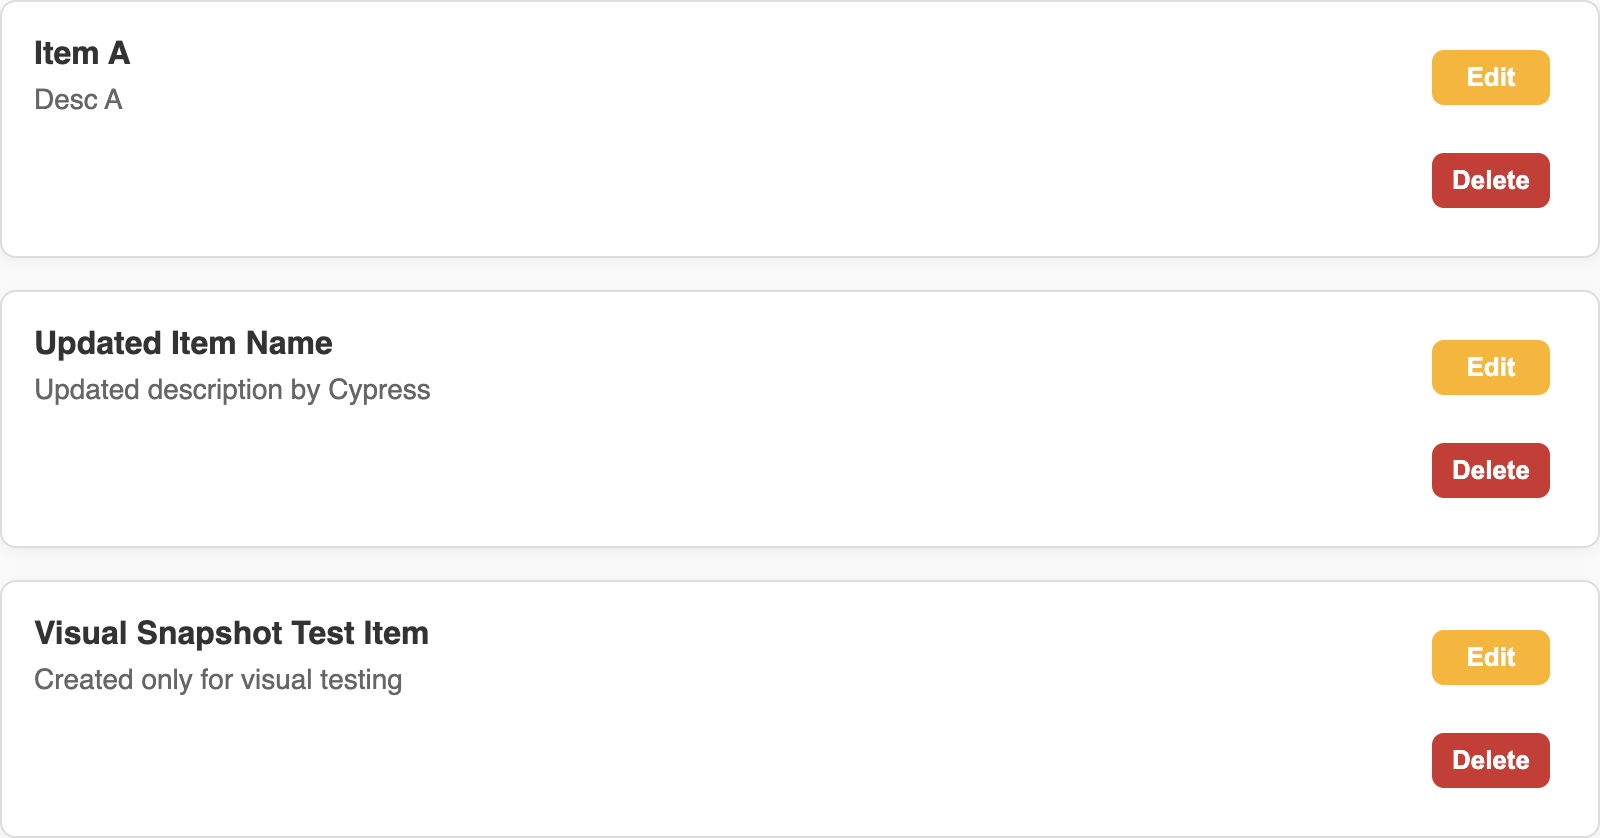 Item A
Desc A
Edit
Delete
Updated Item Name
Updated description by Cypress
Edit
Delete
Visual Snapshot Test Item
Created only for visual testing
Edit
Delete